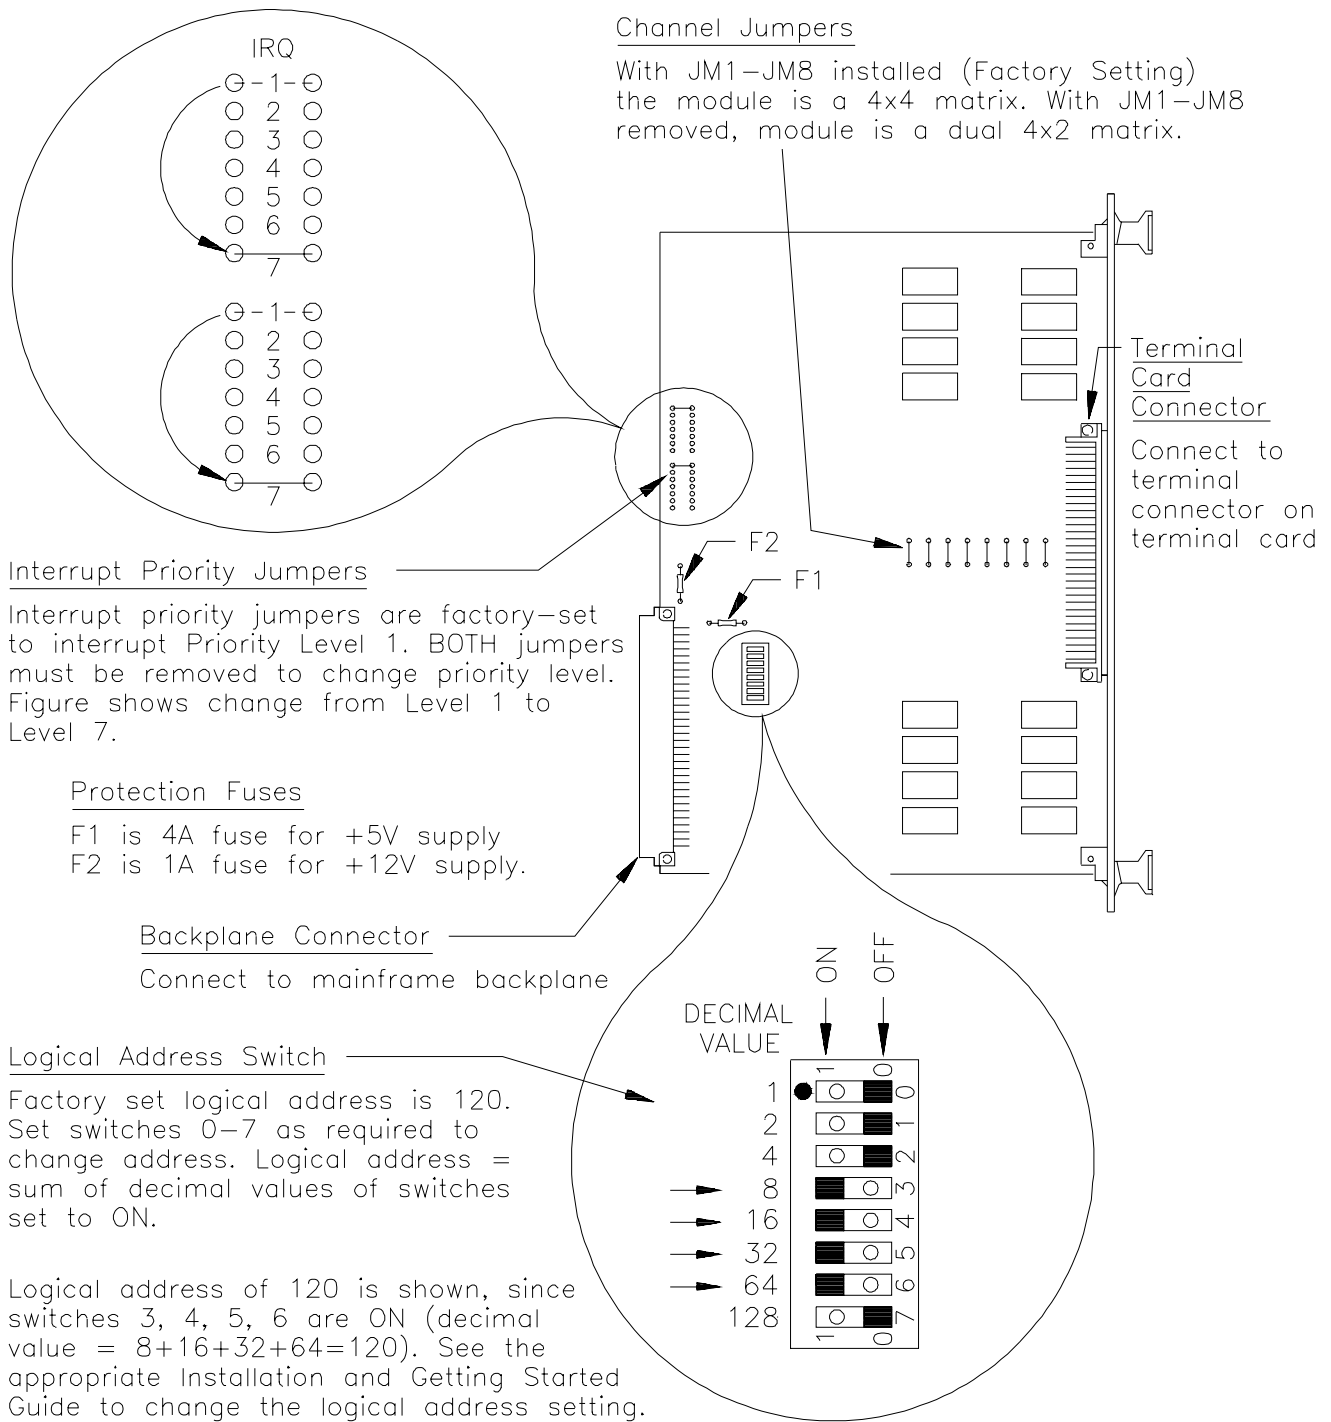 IRQ
1
2
3
4
5
6
7
1
2
3
4
5
6
7
Channel Jumpers
With JM1-JM8 installed (Factory Setting)
the module is a 4x4 matrix. With JM1-JM8
removed, module is a dual 4x2 matrix.
Terminal
Card
Connector
Connect to
terminal
connector on
terminal card
F2
F1
Interrupt Priority Jumpers
Interrupt priority jumpers are factory-set
to interrupt Priority Level 1. BOTH jumpers
must be removed to change priority level.
Figure shows change from Level 1 to
Level 7.
Protection Fuses
F1 is 4A fuse for +5V supply
F2 is 1A fuse for +12V supply.
Backplane Connector
Connect to mainframe backplane
Logical Address Switch
Factory set logical address is 120.
Set switches 0-7 as required to
change address. Logical address =
sum of decimal values of switches
set to ON.
Logical address of 120 is shown, since
switches 3, 4, 5, 6 are ON (decimal
value = 8+16+32+64=120). See the
appropriate Installation and Getting Started
Guide to change the logical address setting.
ON
OFF
DECIMAL
VALUE
1 0
1 0
2 1
4 2
8 3
16 4
32 5
64 6
128 7
1 0